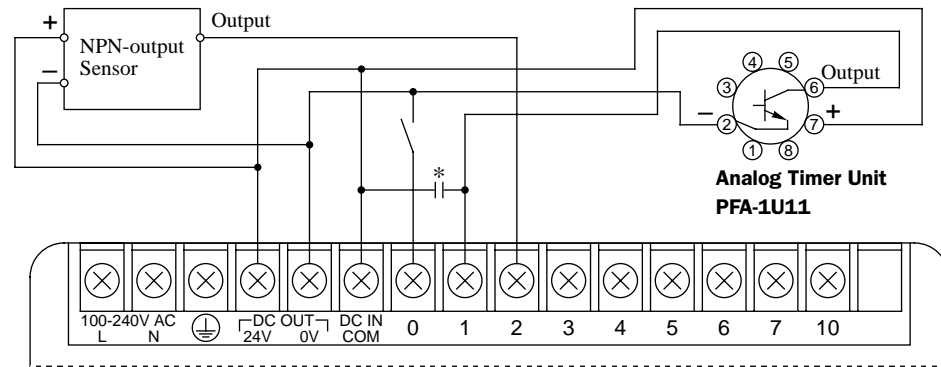 +
Output
NPN-output
Sensor
−
4
5
3
6
Output
−
2
7
+
1
8
*
Analog Timer Unit
PFA-1U11
100-240V AC
L
N
DC OUT
24V
0V
DC IN
COM
0
1
2
3
4
5
6
7
10